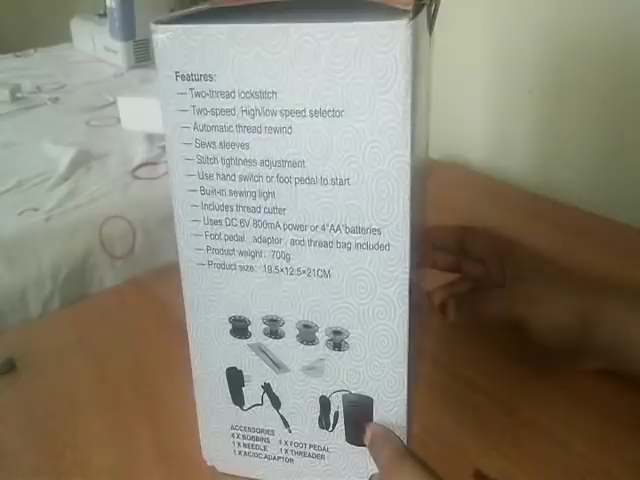 Features:
— Two-thread lockstitch
— Two-speed, High/low speed selector
— Automatic thread rewind
— Sews sleeves
— Stitch tightness adjustment
— Use hand switch or foot pedal to start
— Built-in sewing light
— Includes thread cutter
— Uses DC 6V 800mA power or 4"AA"batteries
— Foot pedal, adaptor, and thread bag included
— Product weight: 700g
— Product size: 19.5×12.5×21CM
ACCESSORIES
4 X BOBBINS 1 X FOOT PEDAL
1 X NEEDLE 1 X THREADER
1 X AC/DC ADAPTOR